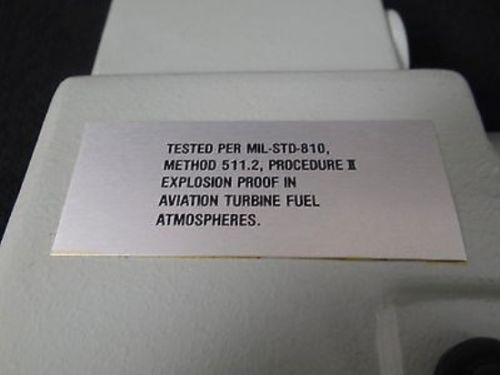 TESTED PER MIL-STD-810,
METHOD 511.2, PROCEDURE II
EXPLOSION PROOF IN
AVIATION TURBINE FUEL
ATMOSPHERES.